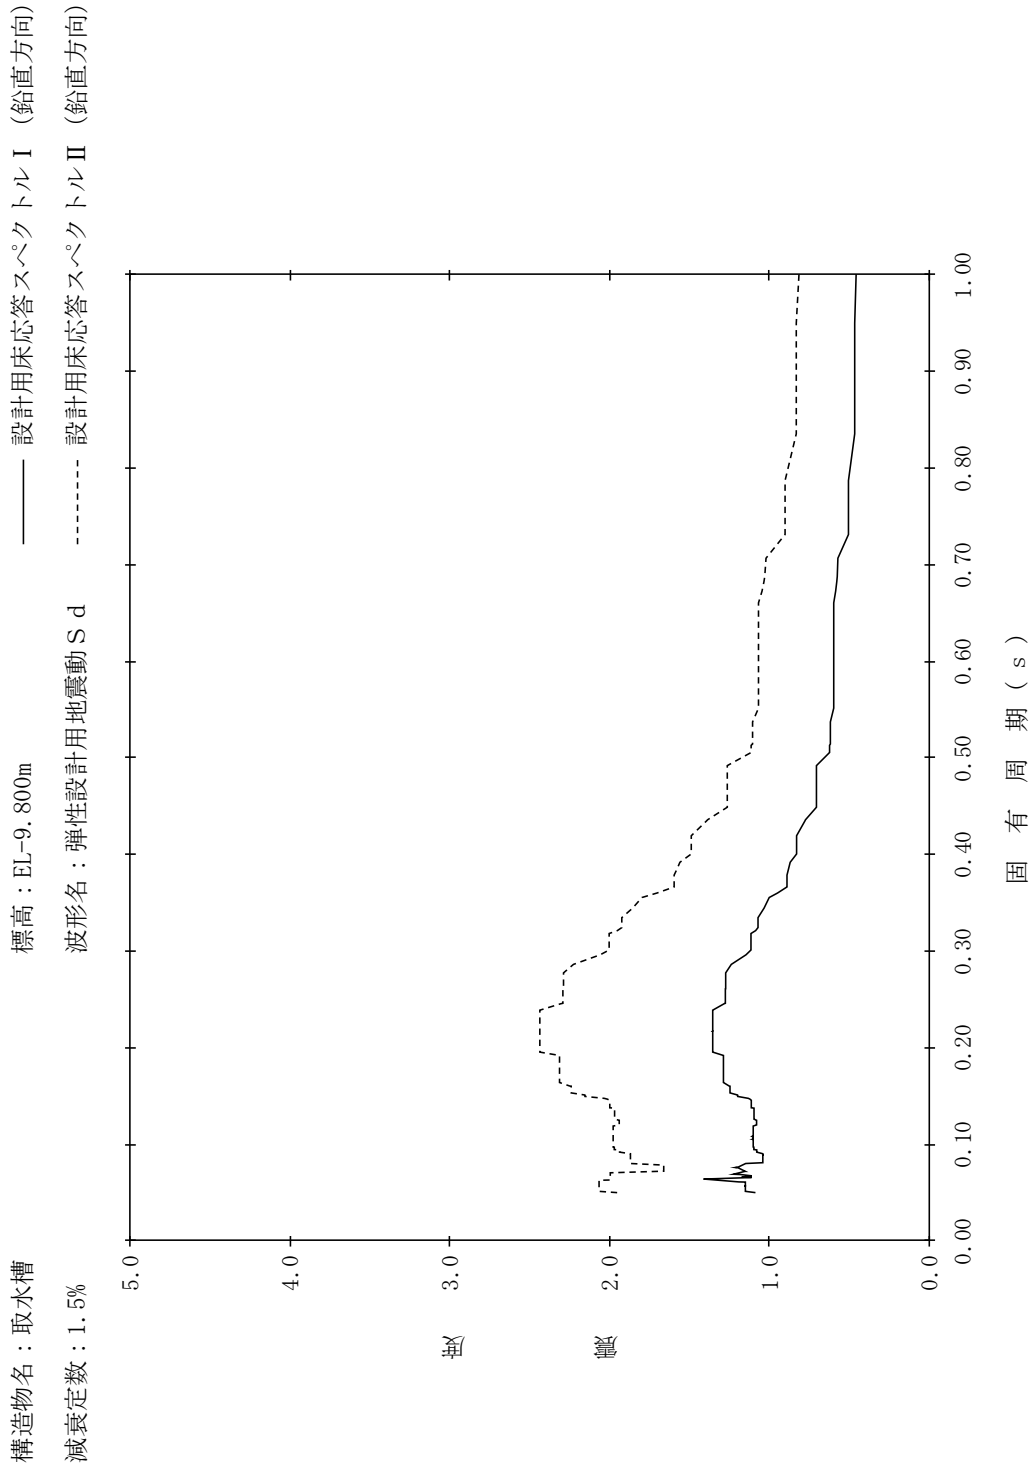 構造物名：取水槽
標高：EL-9.800m
設計用床応答スペクトルⅠ（鉛直方向）
減衰定数：1.5%
波形名：弾性設計用地震動Ｓｄ
設計用床応答スペクトルⅡ（鉛直方向）
5.0
4.0
3.0
2.0
1.0
0.0
震 度
0.00 0.10 0.20 0.30 0.40 0.50 0.60 0.70 0.80 0.90 1.00
固 有 周 期(ｓ)